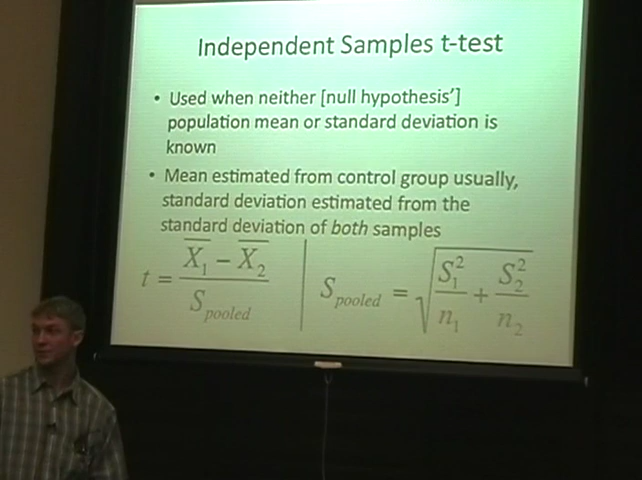 Independent Samples t-test
• Used when neither [null hypothesis']
population mean or standard deviation is
known
• Mean estimated from control group usually,
standard deviation estimated from the
standard deviation of both samples
t = (X̅₁ − X̅₂) / S_pooled | S_pooled = √(S₁²/n₁ + S₂²/n₂)